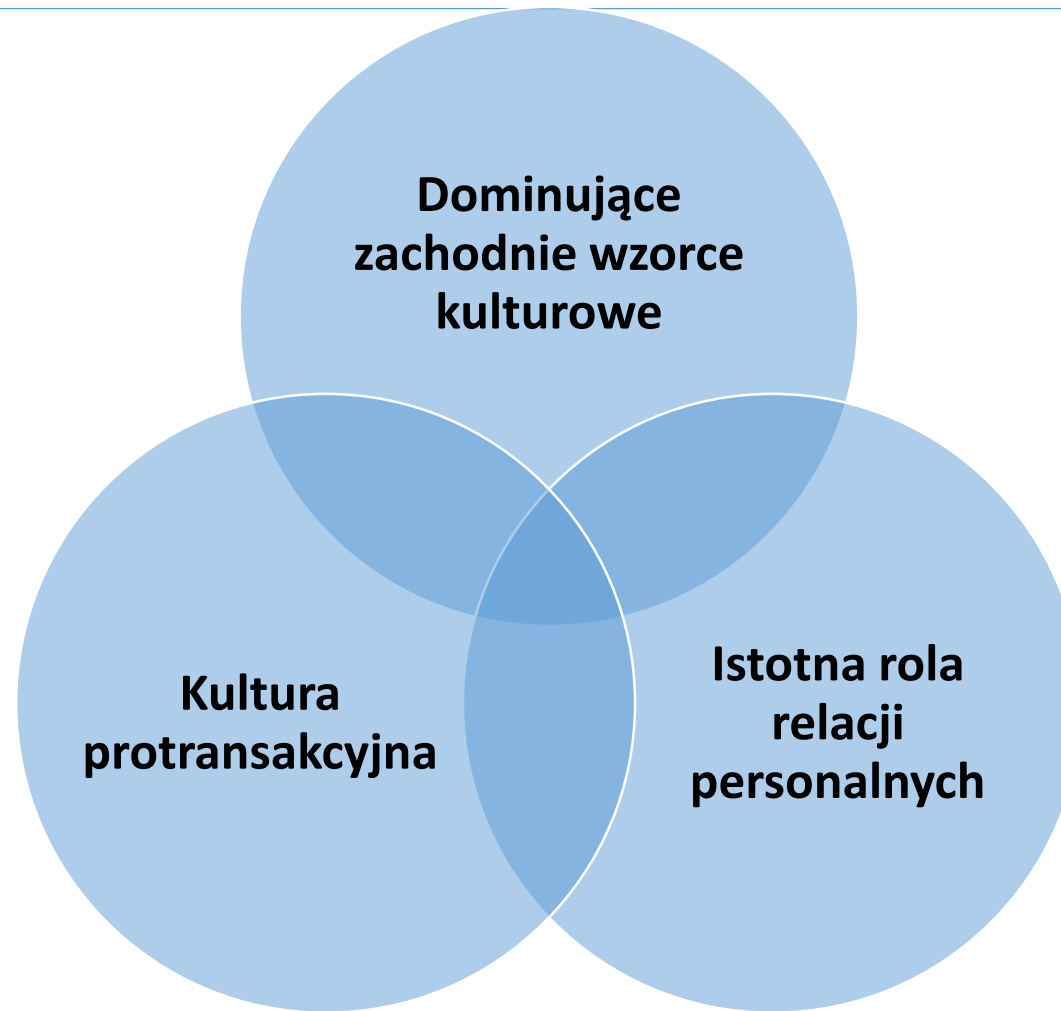 Dominujące
zachodnie wzorce
kulturowe
Kultura
protransakcyjna
Istotna rola
relacji
personalnych